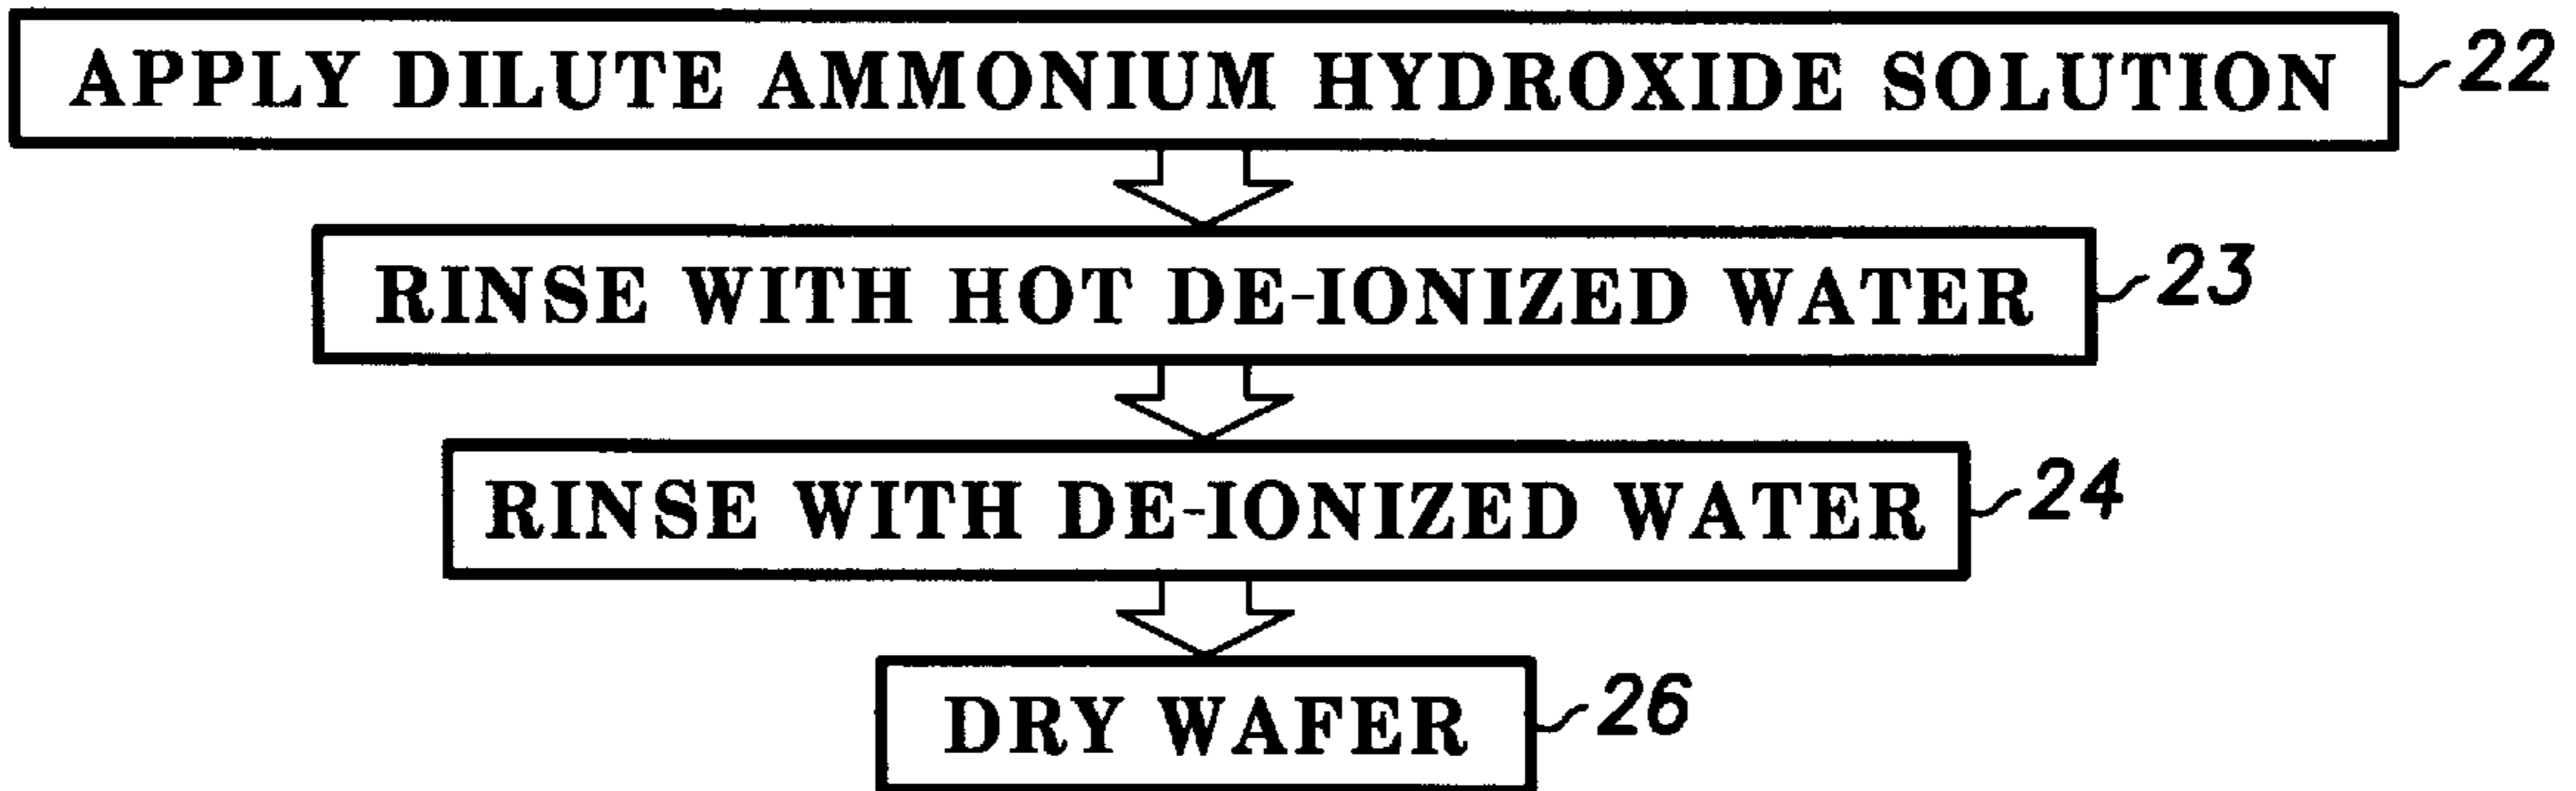 APPLY DILUTE AMMONIUM HYDROXIDE SOLUTION 22
RINSE WITH HOT DE-IONIZED WATER 23
RINSE WITH DE-IONIZED WATER 24
DRY WAFER 26